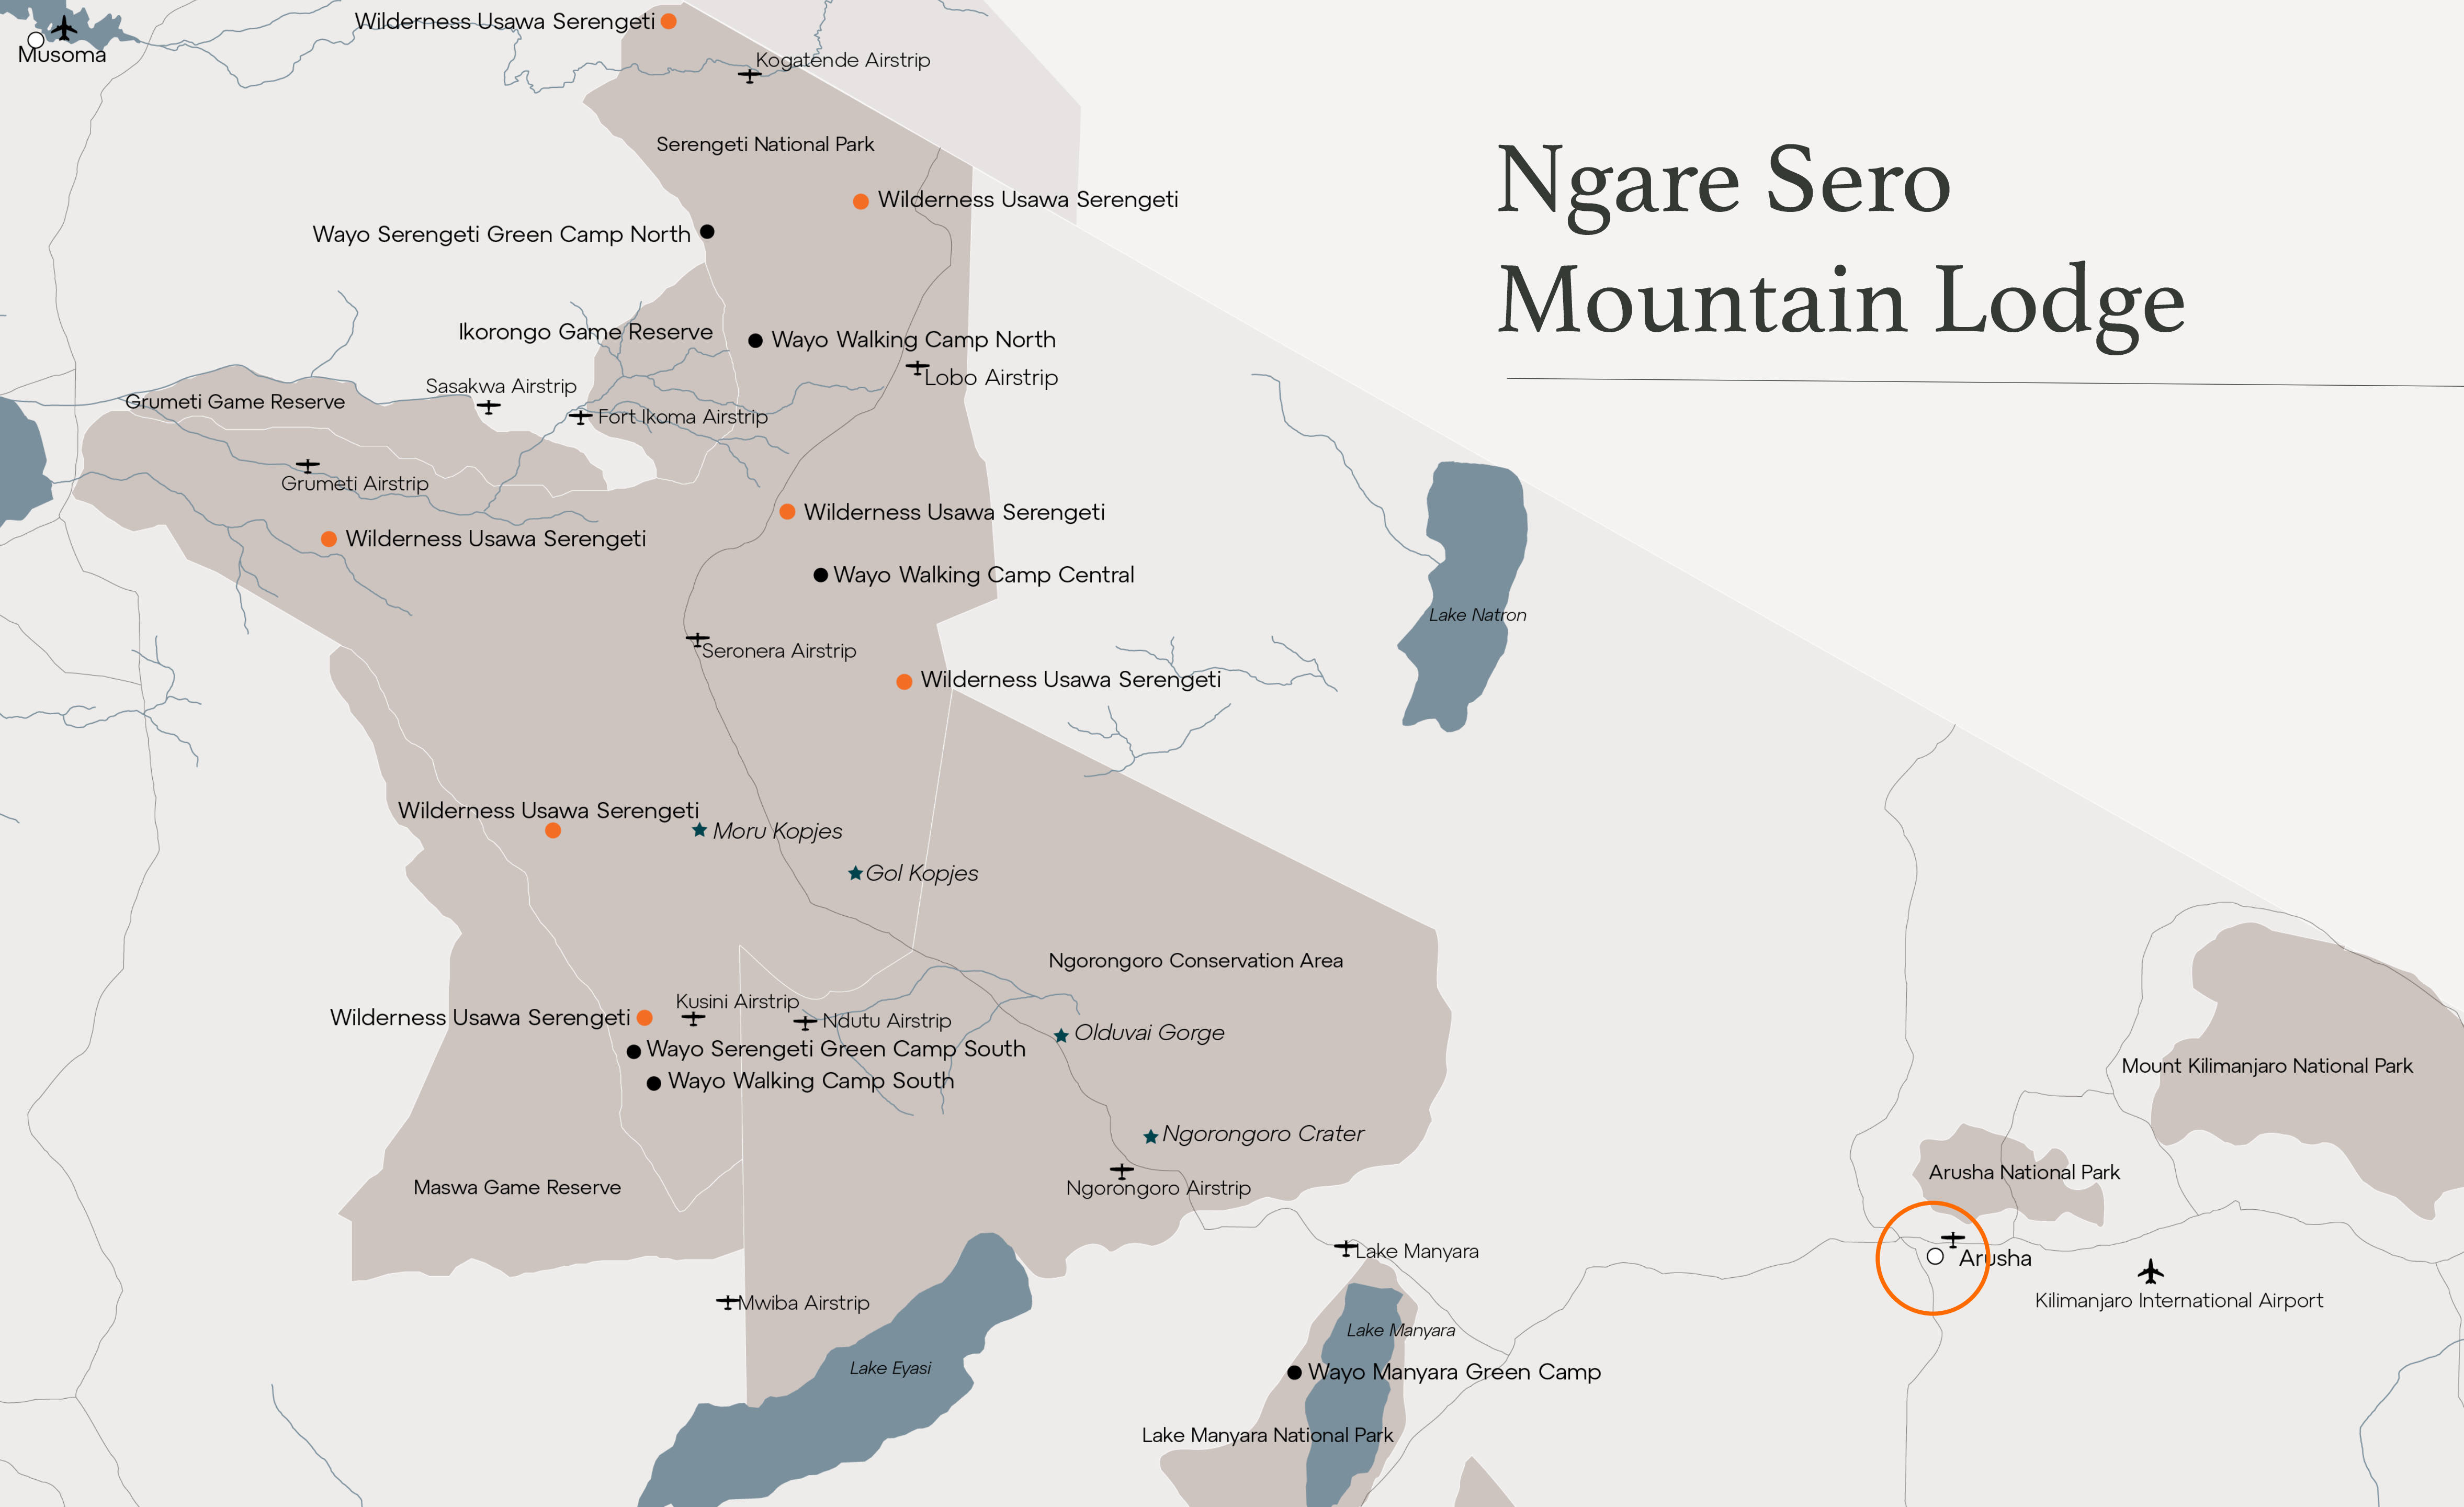 Wilderness Usawa Serengeti
Musoma
Kogatende Airstrip
Serengeti National Park
Ngare Sero
Mountain Lodge
Wilderness Usawa Serengeti
Wayo Serengeti Green Camp North
Ikorongo Game Reserve
Wayo Walking Camp North
Lobo Airstrip
Sasakwa Airstrip
Grumeti Game Reserve
Fort Ikoma Airstrip
Grumeti Airstrip
Wilderness Usawa Serengeti
Wilderness Usawa Serengeti
Wayo Walking Camp Central
Lake Natron
Seronera Airstrip
Wilderness Usawa Serengeti
Wilderness Usawa Serengeti
Moru Kopjes
Gol Kopjes
Ngorongoro Conservation Area
Kusini Airstrip
Wilderness Usawa Serengeti
Ndutu Airstrip
Olduvai Gorge
Wayo Serengeti Green Camp South
Mount Kilimanjaro National Park
Wayo Walking Camp South
Ngorongoro Crater
Arusha National Park
Maswa Game Reserve
Ngorongoro Airstrip
Lake Manyara
Arusha
Mwiba Airstrip
Kilimanjaro International Airport
Lake Manyara
Lake Eyasi
Wayo Manyara Green Camp
Lake Manyara National Park